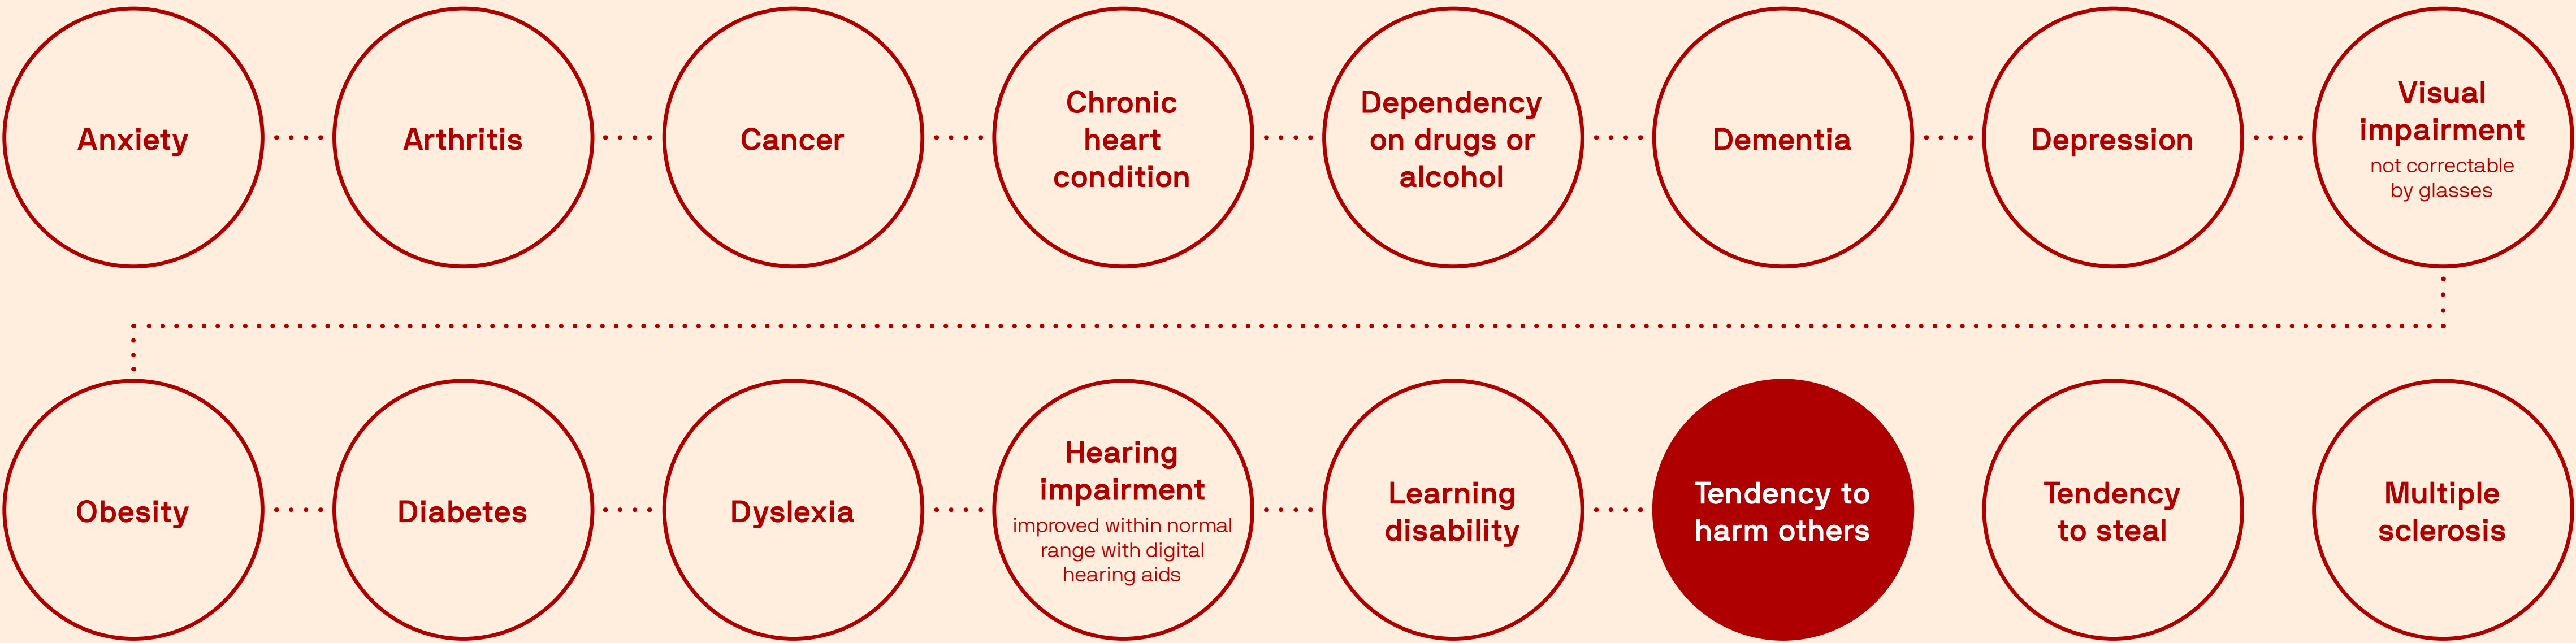 Anxiety
Arthritis
Cancer
Chronic
heart
condition
Dependency
on drugs or
alcohol
Dementia
Depression
Visual
impairment
not correctable
by glasses
Obesity
Diabetes
Dyslexia
Hearing
impairment
improved within normal
range with digital
hearing aids
Learning
disability
Tendency to
harm others
Tendency
to steal
Multiple
sclerosis